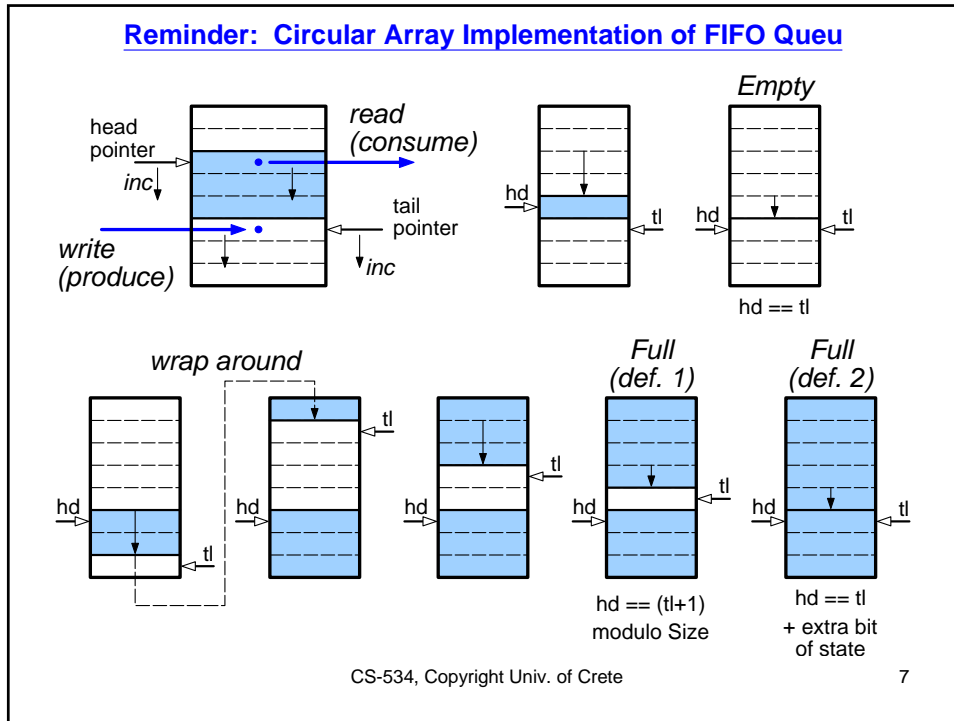 Reminder: Circular Array Implementation of FIFO Queu
head
pointer
inc
read
(consume)
write
(produce)
tail
pointer
inc
hd
tl
Empty
hd
tl
hd == tl
wrap around
hd
tl
hd
tl
hd
tl
Full
(def. 1)
hd
tl
hd == (tl+1)
modulo Size
Full
(def. 2)
hd
tl
hd == tl
+ extra bit
of state
CS-534, Copyright Univ. of Crete
7